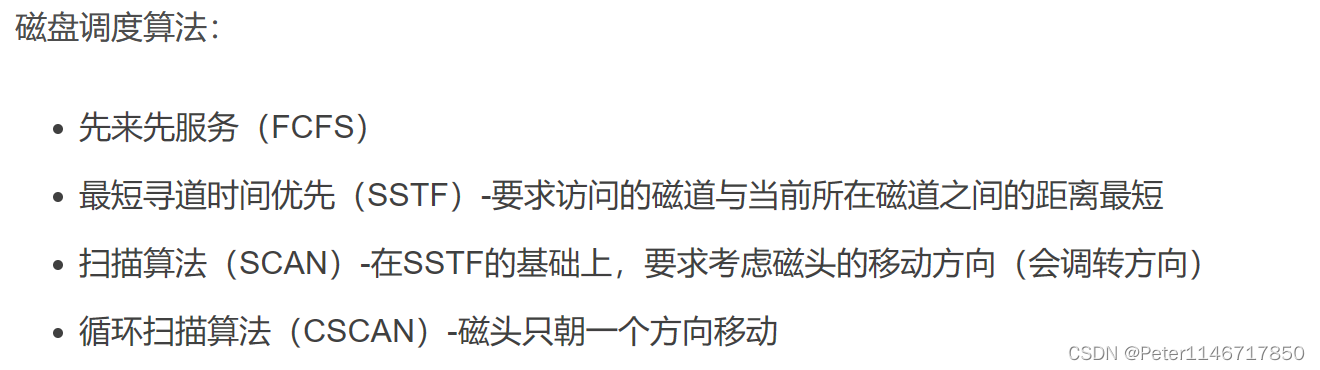 磁盘调度算法：
• 先来先服务（FCFS）
• 最短寻道时间优先（SSTF）-要求访问的磁道与当前所在磁道之间的距离最短
• 扫描算法（SCAN）-在SSTF的基础上，要求考虑磁头的移动方向（会调转方向）
• 循环扫描算法（CSCAN）-磁头只朝一个方向移动
CSDN @Peter1146717850